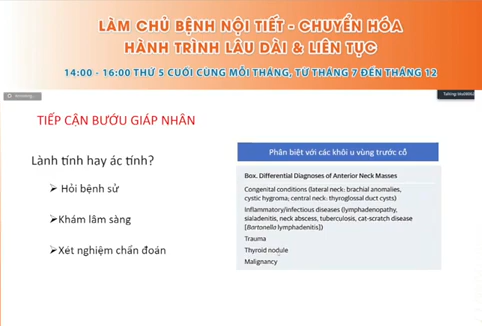 LÀM CHỦ BỆNH NỘI TIẾT - CHUYỂN HÓA
HÀNH TRÌNH LÂU DÀI & LIÊN TỤC
14:00 - 16:00 THỨ 5 CUỐI CÙNG MỖI THÁNG, TỪ THÁNG 7 ĐẾN THÁNG 12
TIẾP CẬN BƯỚU GIÁP NHÂN
Lành tính hay ác tính?
➢ Hỏi bệnh sử
➢ Khám lâm sàng
➢ Xét nghiệm chẩn đoán
Phân biệt với các khối u vùng trước cổ
Box. Differential Diagnoses of Anterior Neck Masses
Congenital conditions (lateral neck: brachial anomalies,
cystic hygroma; central neck: thyroglossal duct cysts)
Inflammatory/infectious diseases (lymphadenopathy,
sialadenitis, neck abscess, tuberculosis, cat-scratch disease
[Bartonella lymphadenitis])
Trauma
Thyroid nodule
Malignancy